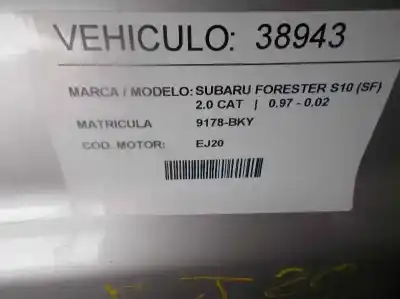 VEHICULO: 38943
MARCA / MODELO: SUBARU FORESTER S10 (SF)
2.0 CAT | 0.97 - 0.02
MATRICULA 9178-BKY
COD. MOTOR: EJ20